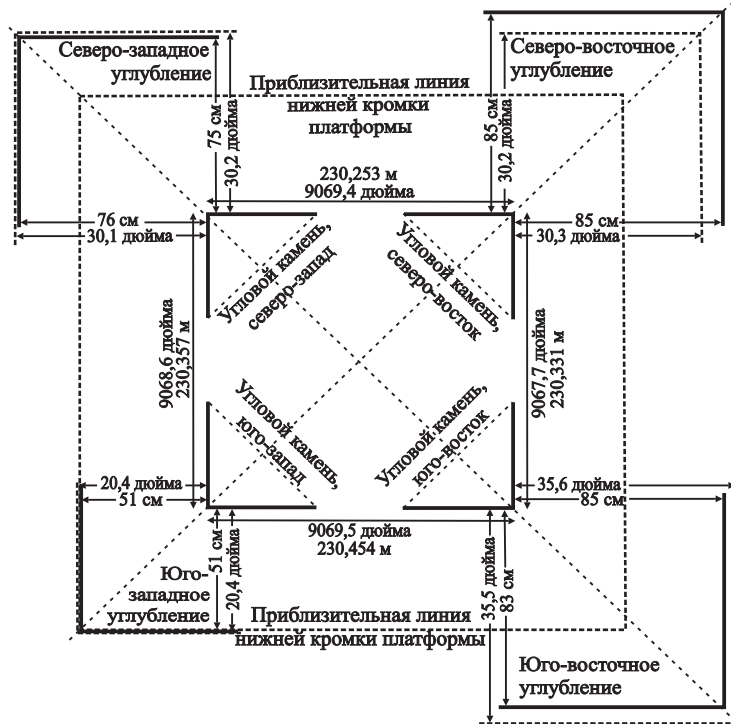 Северо-западное
углубление
Северо-восточное
углубление
Приблизительная линия
нижней кромки
платформы
75 см
30,2 дюйма
85 см
30,2 дюйма
230,253 м
9069,4 дюйма
76 см
30,1 дюйма
85 см
30,3 дюйма
Угловой камень,
северо-запад
Угловой камень,
северо-восток
9068,6 дюйма
230,357 м
9067,7 дюйма
230,331 м
Угловой камень,
юго-запад
Угловой камень,
юго-восток
20,4 дюйма
51 см
35,6 дюйма
85 см
9069,5 дюйма
230,454 м
51 см
20,4 дюйма
35,5 дюйма
83 см
Юго-
западное
углубление
Приблизительная линия
нижней кромки платформы
Юго-восточное
углубление